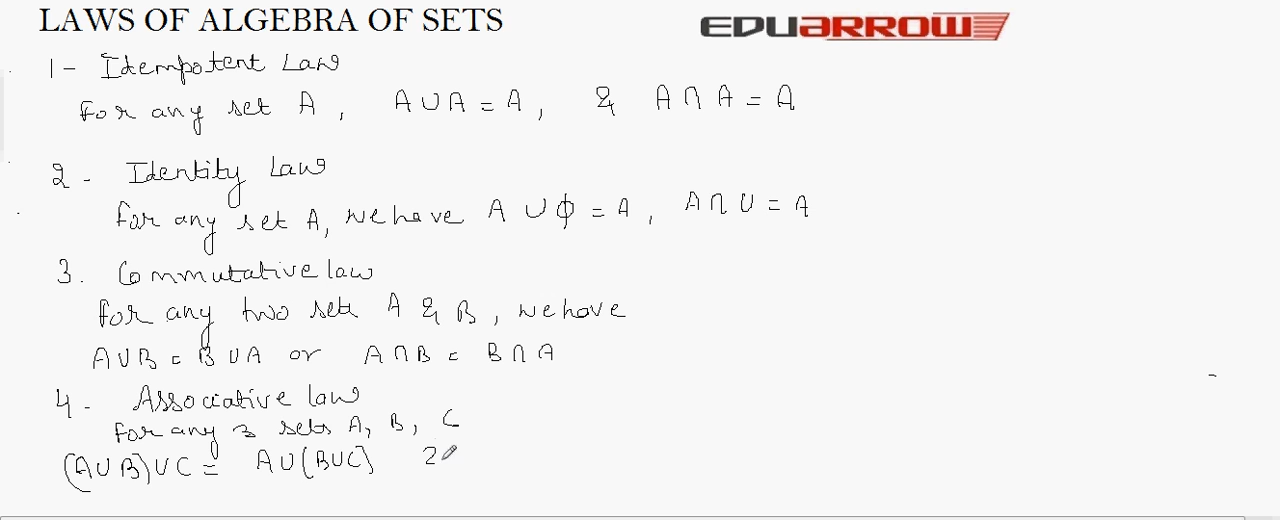 LAWS OF ALGEBRA OF SETS
EDUARROW
1 - Idempotent Law
For any set A, A ∪ A = A, & A ∩ A = A
2 - Identity Law
For any set A, we have A ∪ ϕ = A, A ∩ U = A
3. Commutative law
For any two sets A & B, we have
A ∪ B = B ∪ A or A ∩ B = B ∩ A
4 - Associative law
for any 3 sets A, B, C
(A ∪ B) ∪ C = A ∪ (B ∪ C)